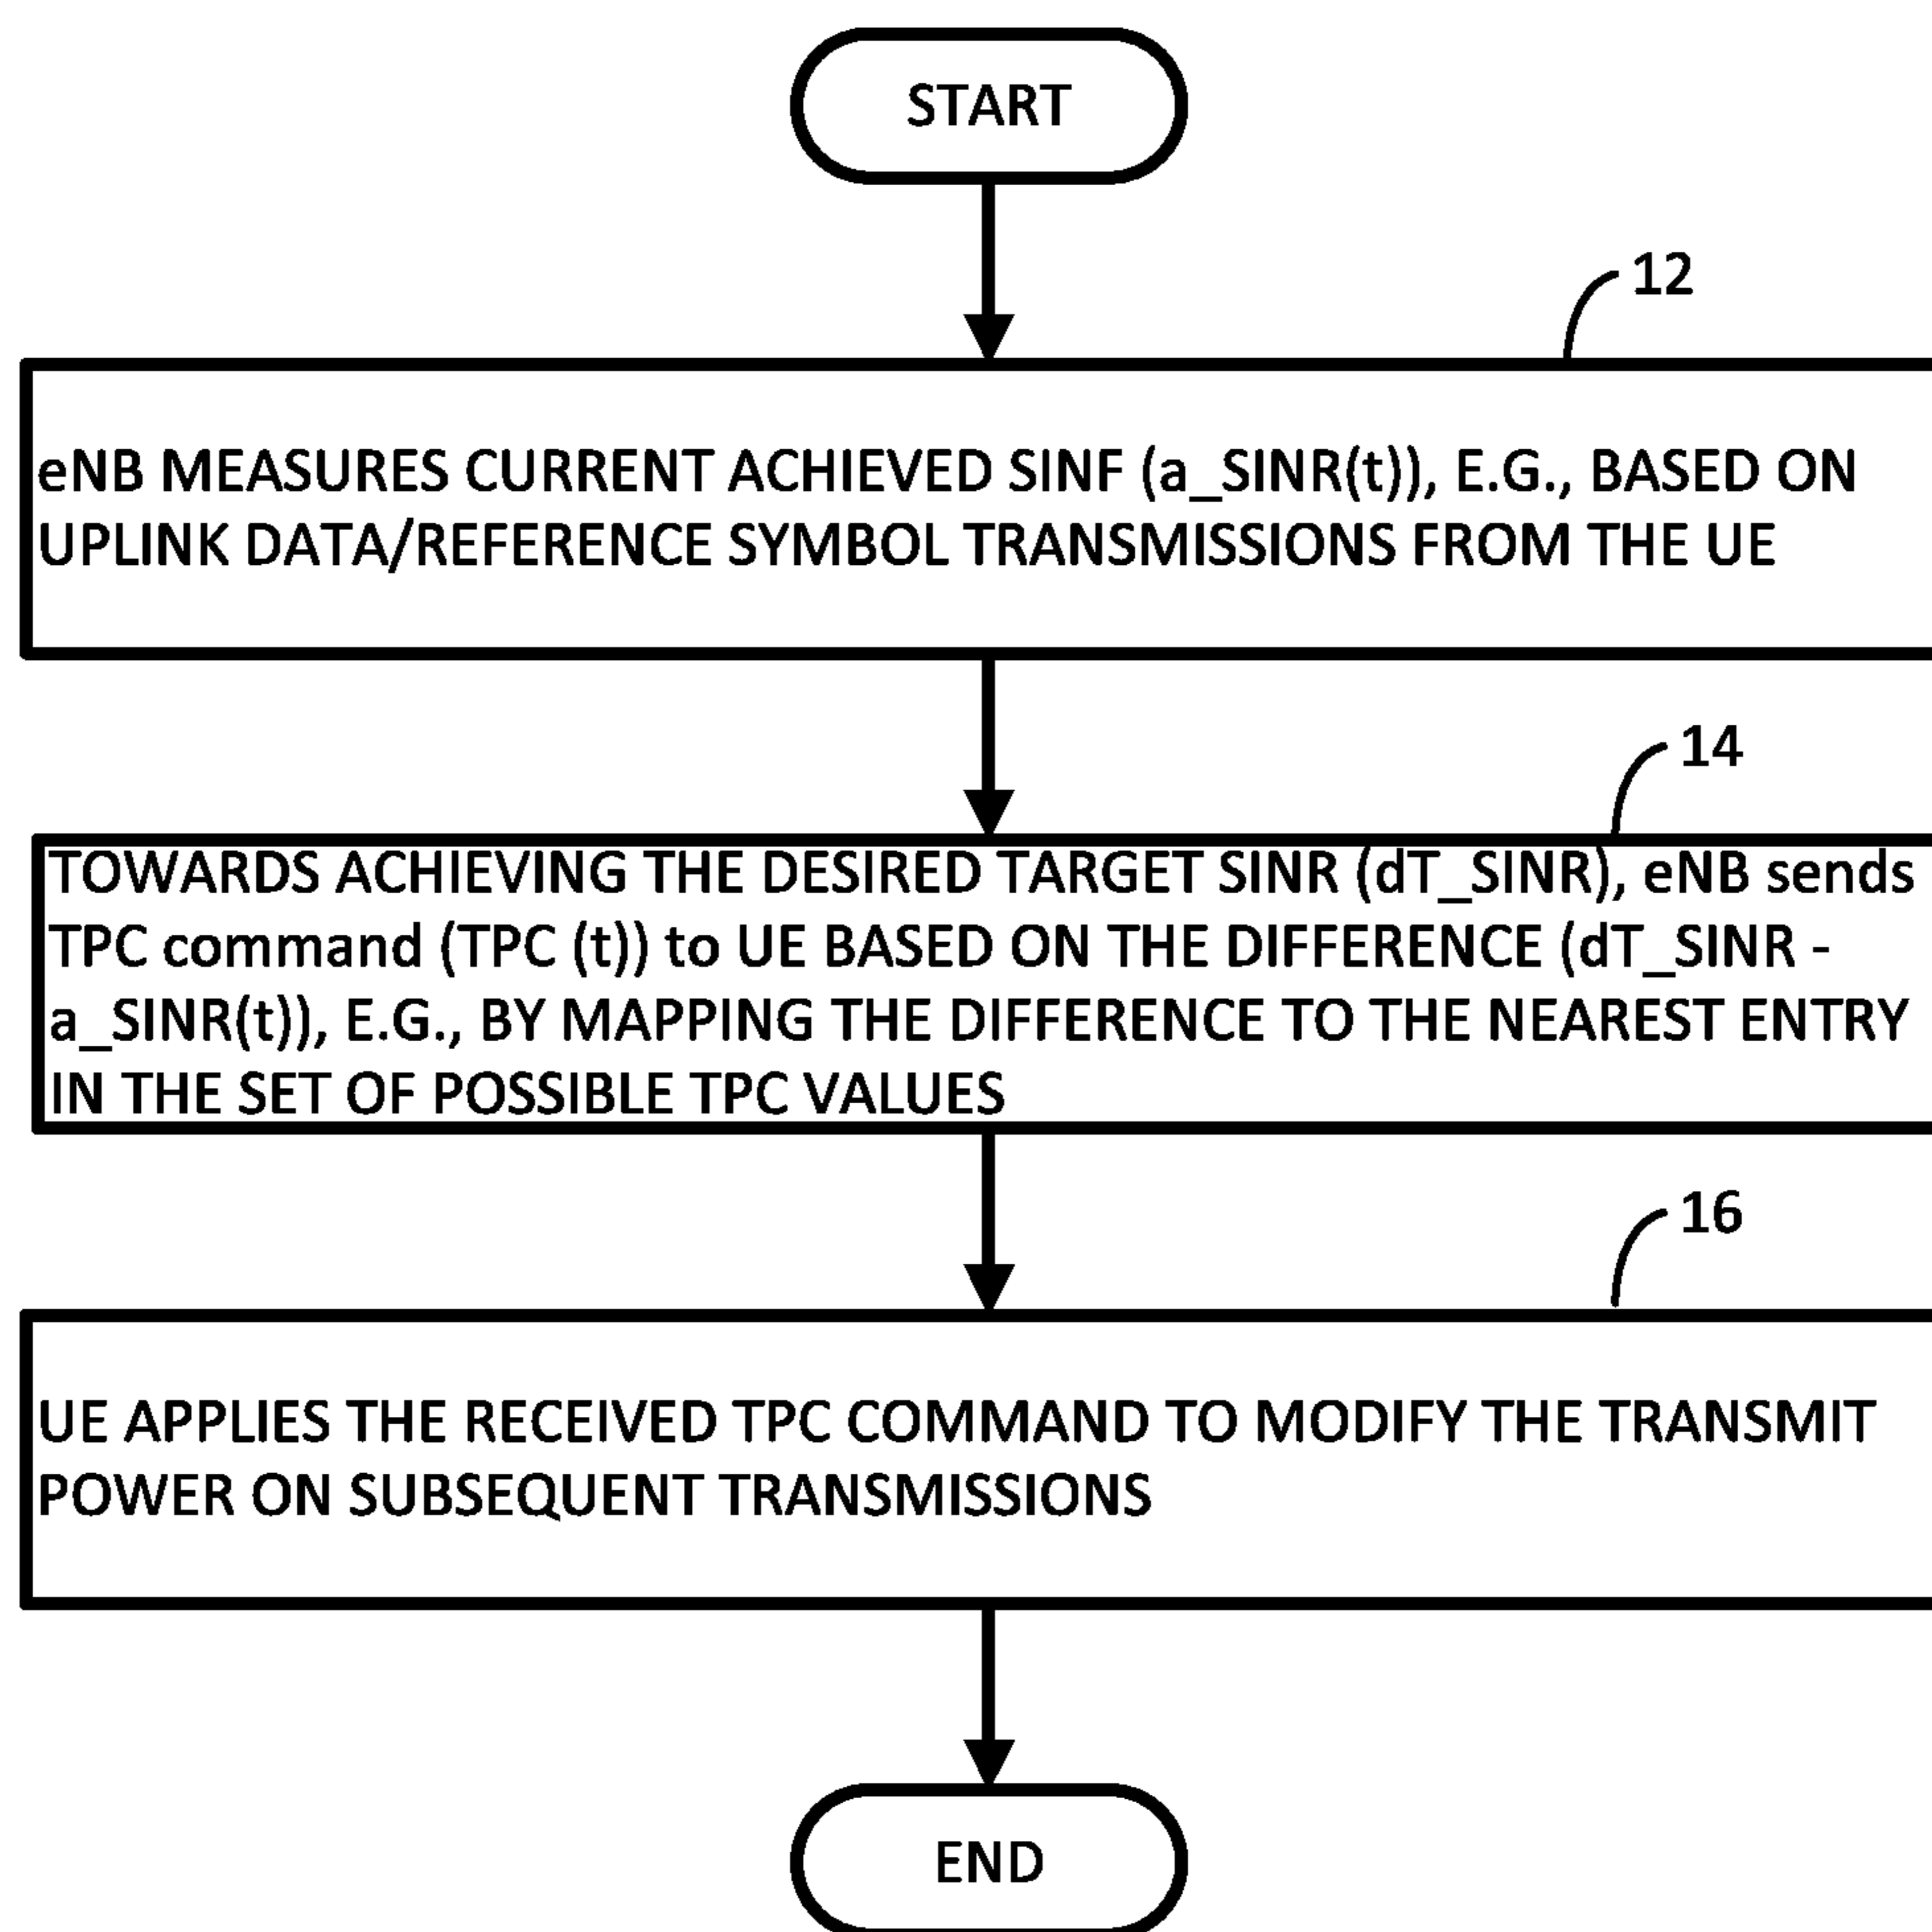 START
12
eNB MEASURES CURRENT ACHIEVED SINF (a_SINR(t)), E.G., BASED ON
UPLINK DATA/REFERENCE SYMBOL TRANSMISSIONS FROM THE UE
14
TOWARDS ACHIEVING THE DESIRED TARGET SINR (dT_SINR), eNB sends
TPC command (TPC (t)) to UE BASED ON THE DIFFERENCE (dT_SINR -
a_SINR(t)), E.G., BY MAPPING THE DIFFERENCE TO THE NEAREST ENTRY
IN THE SET OF POSSIBLE TPC VALUES
16
UE APPLIES THE RECEIVED TPC COMMAND TO MODIFY THE TRANSMIT
POWER ON SUBSEQUENT TRANSMISSIONS
END